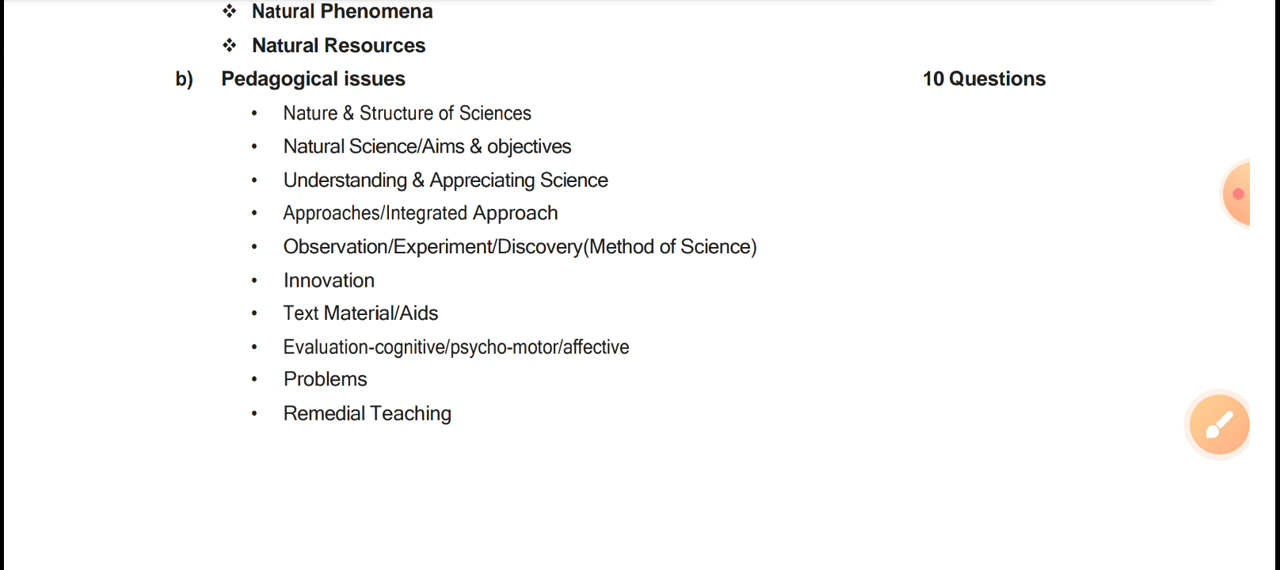 ❖ Natural Phenomena
❖ Natural Resources
b) Pedagogical issues 10 Questions
• Nature & Structure of Sciences
• Natural Science/Aims & objectives
• Understanding & Appreciating Science
• Approaches/Integrated Approach
• Observation/Experiment/Discovery(Method of Science)
• Innovation
• Text Material/Aids
• Evaluation-cognitive/psycho-motor/affective
• Problems
• Remedial Teaching